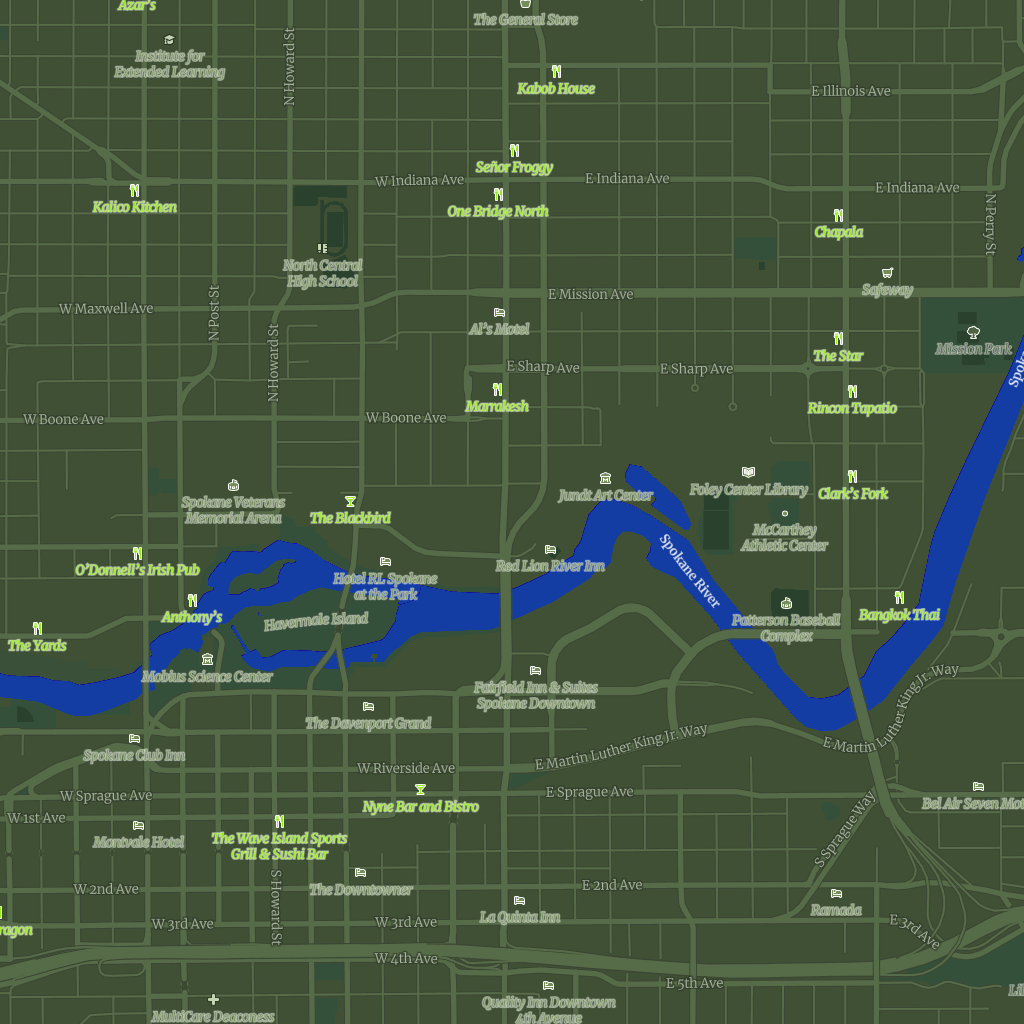 Azar's
The General Store
Institute for
Extended Learning
N Howard St
Kabob House
E Illinois Ave
Señor Froggy
W Indiana Ave
E Indiana Ave
E Indiana Ave
Kalico Kitchen
One Bridge North
N Perry St
Chapala
North Central
High School
Safeway
E Mission Ave
W Maxwell Ave
N Post St
Al's Motel
Mission Park
N Howard St
The Star
E Sharp Ave
E Sharp Ave
Marrakesh
Rincon Tapatio
W Boone Ave
W Boone Ave
Spokane Veterans
Memorial Arena
Jundt Art Center
Foley Center Library
Clark's Fork
The Blackbird
McCarthey
Athletic Center
O'Donnell's Irish Pub
Hotel RL Spokane
at the Park
Red Lion River Inn
Spokane River
Anthony's
Havermale Island
Patterson Baseball
Complex
Bangkok Thai
The Yards
Mobius Science Center
Fairfield Inn & Suites
Spokane Downtown
The Davenport Grand
E Martin Luther King Jr. Way
E Martin Luther King Jr. Way
Spokane Club Inn
W Riverside Ave
W Sprague Ave
E Sprague Ave
Nyne Bar and Bistro
Bel Air Seven Mot
W 1st Ave
S Sprague Way
Montvale Hotel
The Wave Island Sports
Grill & Sushi Bar
W 2nd Ave
The Downtowner
E 2nd Ave
S Howard St
Ramada
La Quinta Inn
W 3rd Ave
W 3rd Ave
E 3rd Ave
ragon
W 4th Ave
E 5th Ave
Quality Inn Downtown
4th Avenue
MultiCare Deaconess